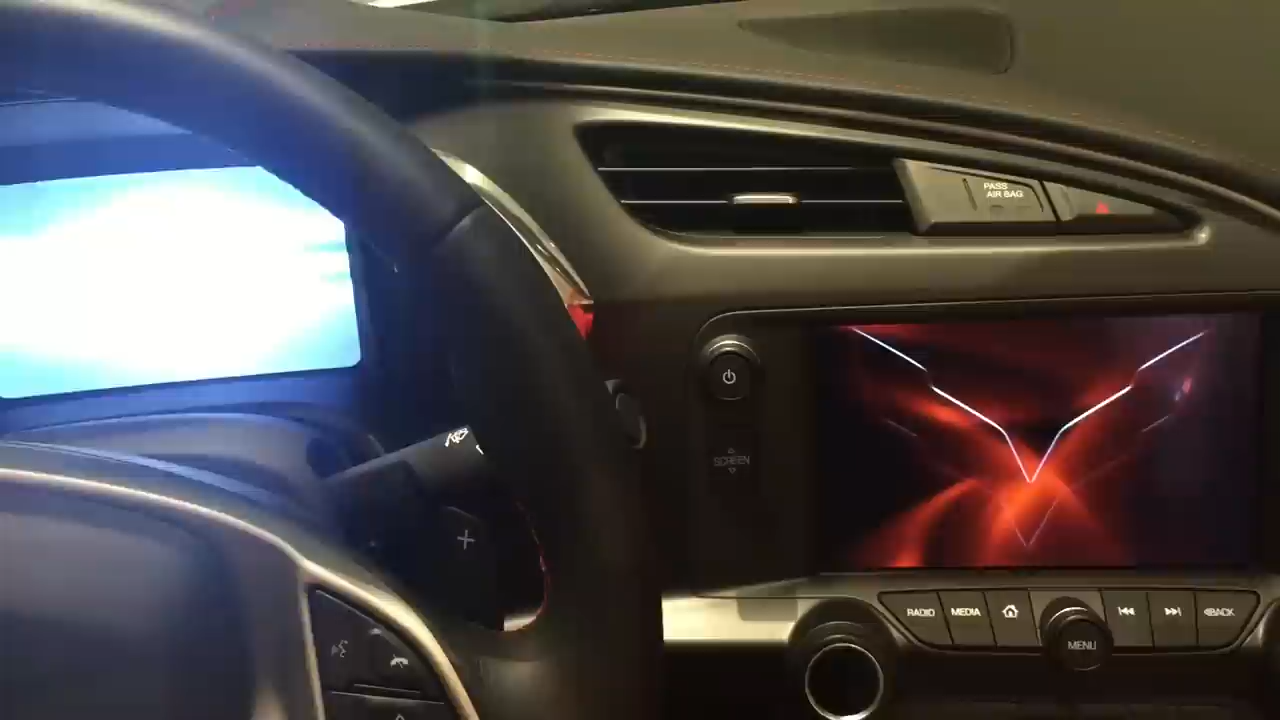 PASS
AIR BAG
SCREEN
+
RADIO
MEDIA
MENU
BACK